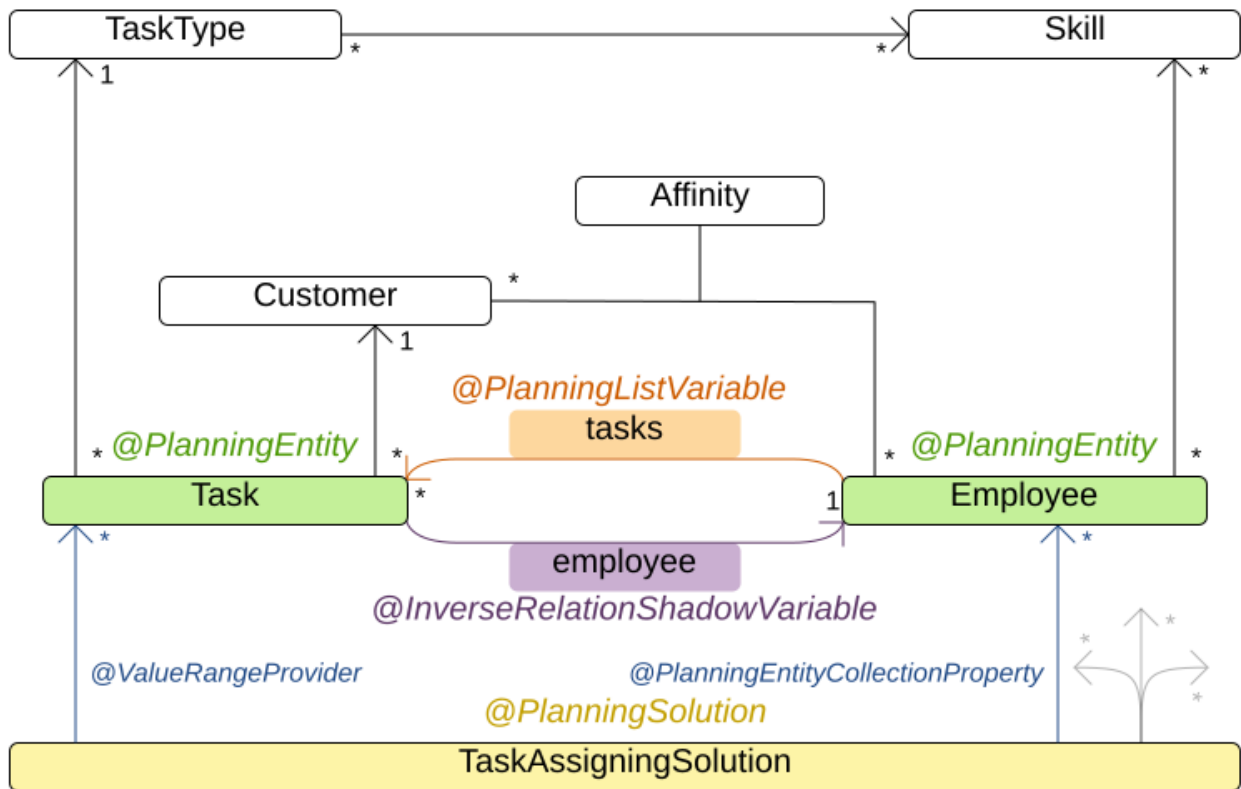 TaskType
Skill
* *
1
*
Affinity
Customer
*
1
@PlanningListVariable
tasks
* @PlanningEntity *
* @PlanningEntity *
Task
*
1
Employee
*
employee
*
@InverseRelationShadowVariable
* * *
@ValueRangeProvider
@PlanningEntityCollectionProperty
@PlanningSolution
TaskAssigningSolution